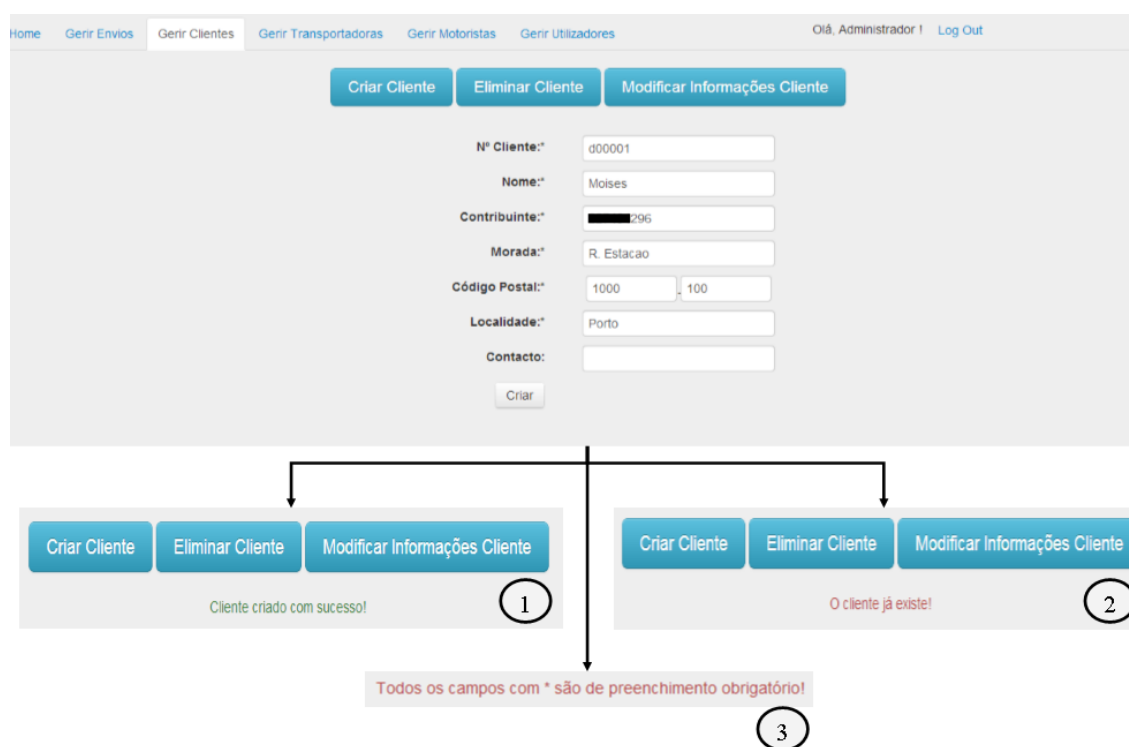 Home Gerir Envios Gerir Clientes Gerir Transportadoras Gerir Motoristas Gerir Utilizadores Olá, Administrador ! Log Out
Criar Cliente Eliminar Cliente Modificar Informações Cliente
Nº Cliente:* d00001
Nome:* Moises
Contribuinte:* 296
Morada:* R. Estacao
Código Postal:* 1000 - 100
Localidade:* Porto
Contacto:
Criar
Criar Cliente Eliminar Cliente Modificar Informações Cliente
Cliente criado com sucesso! 1
Criar Cliente Eliminar Cliente Modificar Informações Cliente
O cliente já existe! 2
Todos os campos com * são de preenchimento obrigatório!
3